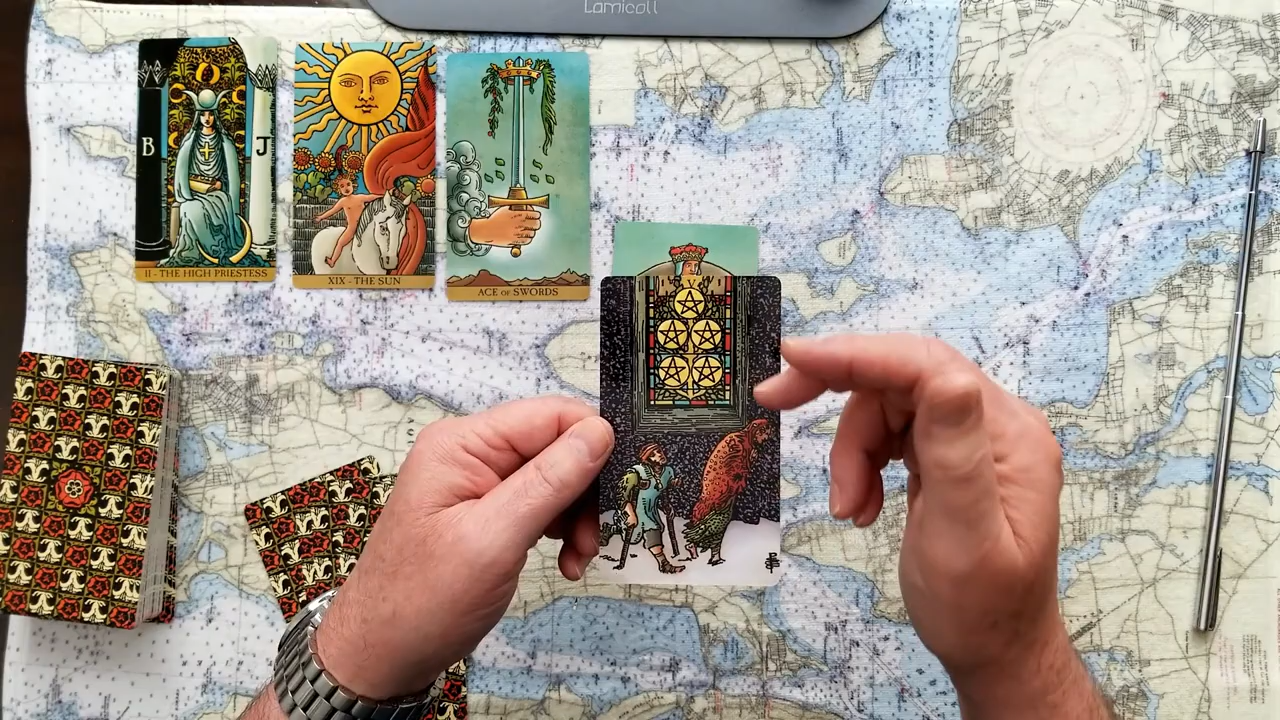 Lamicall
B
J
II - THE HIGH PRIESTESS
XIX - THE SUN
ACE OF SWORDS